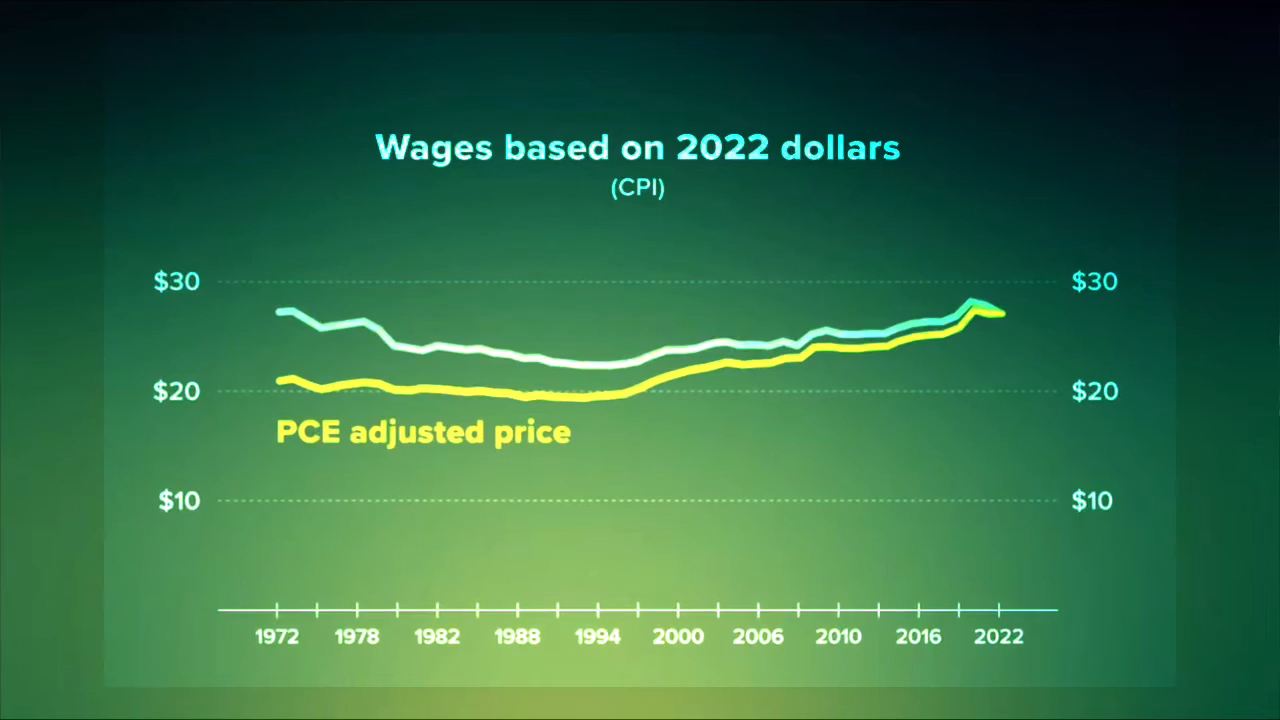 Wages based on 2022 dollars
(CPI)
$30 $30
$20 $20
PCE adjusted price
$10 $10
1972 1978 1982 1988 1994 2000 2006 2010 2016 2022